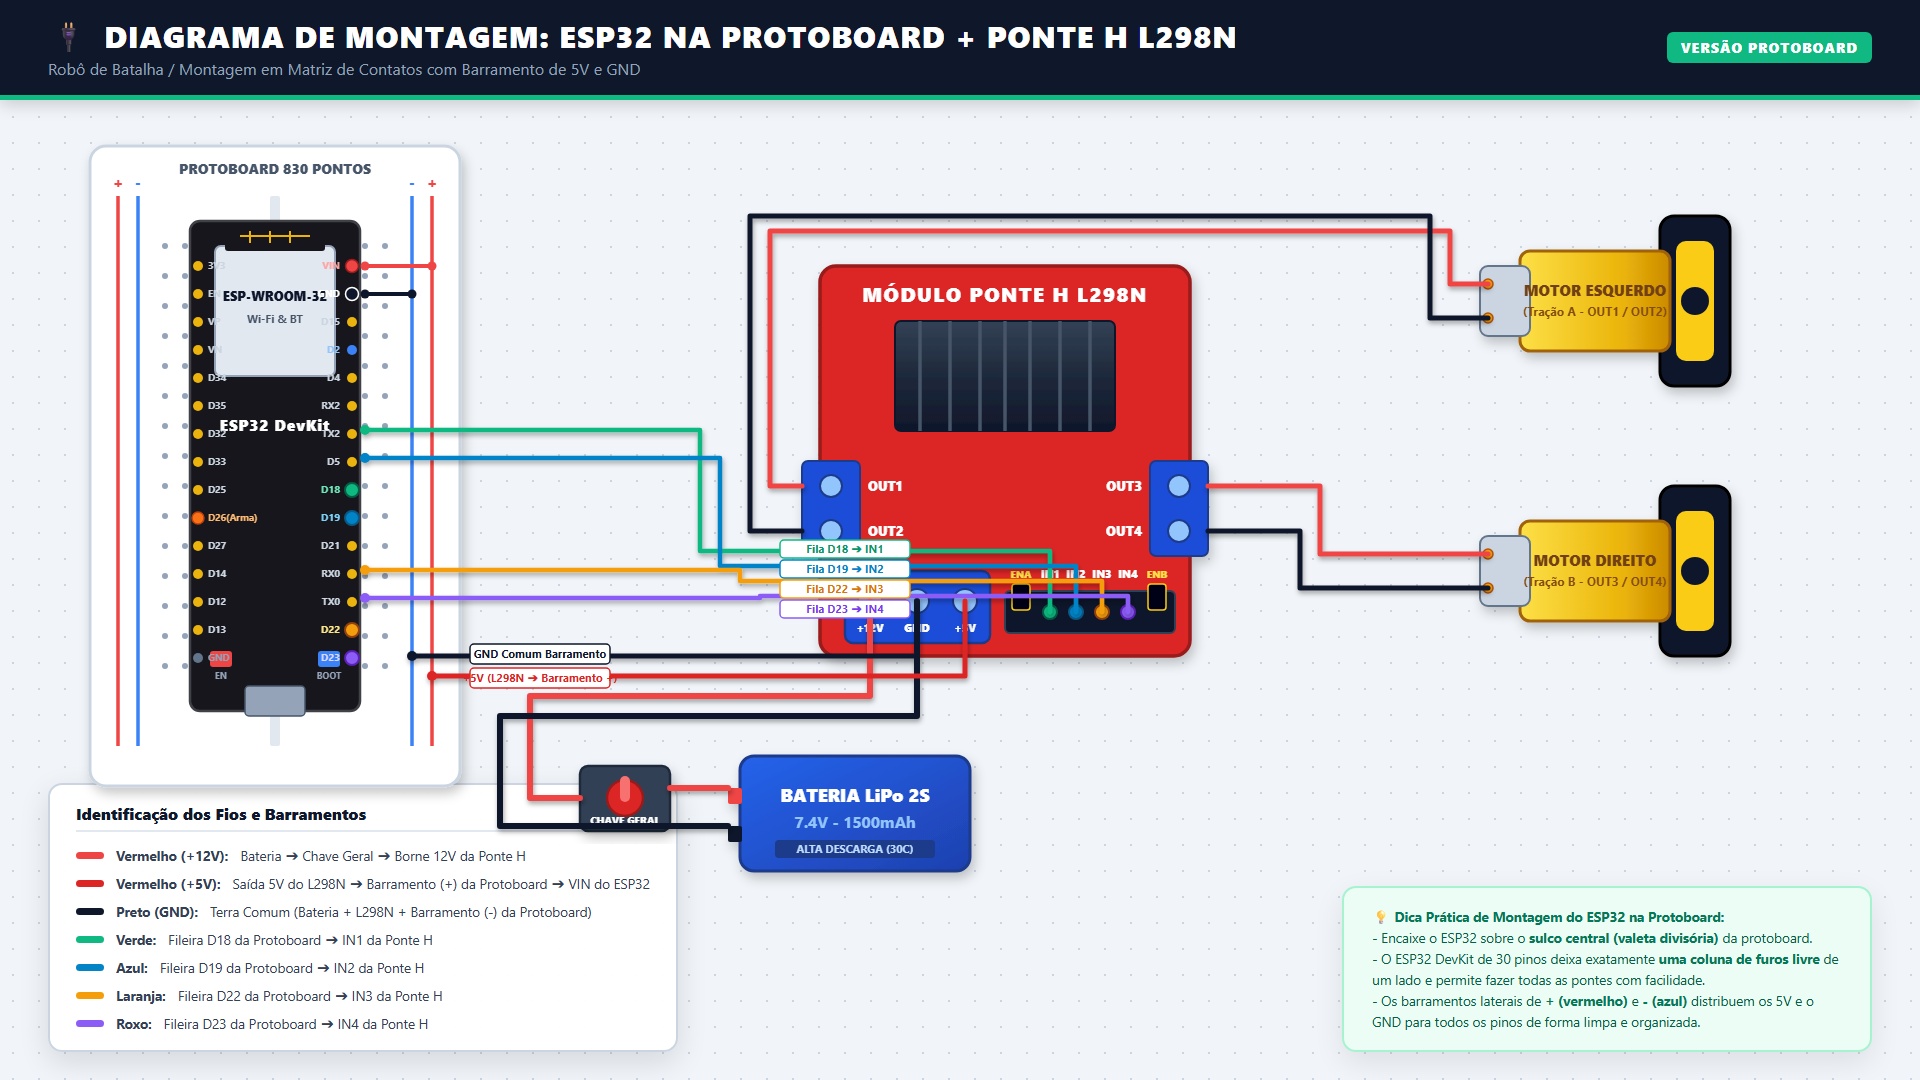 DIAGRAMA DE MONTAGEM: ESP32 NA PROTOBOARD + PONTE H L298N
Robô de Batalha / Montagem em Matriz de Contatos com Barramento de 5V e GND
VERSÃO PROTOBOARD
PROTOBOARD 830 PONTOS
+ - - +
VIN
ESP-WROOM-32
Wi-Fi & BT
D15
D2
D34 D4
D35 RX2
D32 TX2
ESP32 DevKit
D33 D5
D25 D18
D26(Arma) D19
D27 D21
D14 RX0
D12 TX0
D13 D22
GND D23
EN BOOT
MÓDULO PONTE H L298N
OUT1 OUT3
OUT2 OUT4
Fila D18 ➔ IN1
Fila D19 ➔ IN2
Fila D22 ➔ IN3
Fila D23 ➔ IN4
ENA IN1 IN2 IN3 IN4 ENB
+12V GND +5V
GND Comum Barramento
+5V (L298N ➔ Barramento +)
MOTOR ESQUERDO
(Tração A - OUT1 / OUT2)
MOTOR DIREITO
(Tração B - OUT3 / OUT4)
CHAVE GERAL
BATERIA LiPo 2S
7.4V - 1500mAh
ALTA DESCARGA (30C)
Identificação dos Fios e Barramentos
Vermelho (+12V): Bateria ➔ Chave Geral ➔ Borne 12V da Ponte H
Vermelho (+5V): Saída 5V do L298N ➔ Barramento (+) da Protoboard ➔ VIN do ESP32
Preto (GND): Terra Comum (Bateria + L298N + Barramento (-) da Protoboard)
Verde: Fileira D18 da Protoboard ➔ IN1 da Ponte H
Azul: Fileira D19 da Protoboard ➔ IN2 da Ponte H
Laranja: Fileira D22 da Protoboard ➔ IN3 da Ponte H
Roxo: Fileira D23 da Protoboard ➔ IN4 da Ponte H
💡 Dica Prática de Montagem do ESP32 na Protoboard:
- Encaixe o ESP32 sobre o sulco central (valeta divisória) da protoboard.
- O ESP32 DevKit de 30 pinos deixa exatamente uma coluna de furos livre de
um lado e permite fazer todas as pontes com facilidade.
- Os barramentos laterais de + (vermelho) e - (azul) distribuem os 5V e o
GND para todos os pinos de forma limpa e organizada.